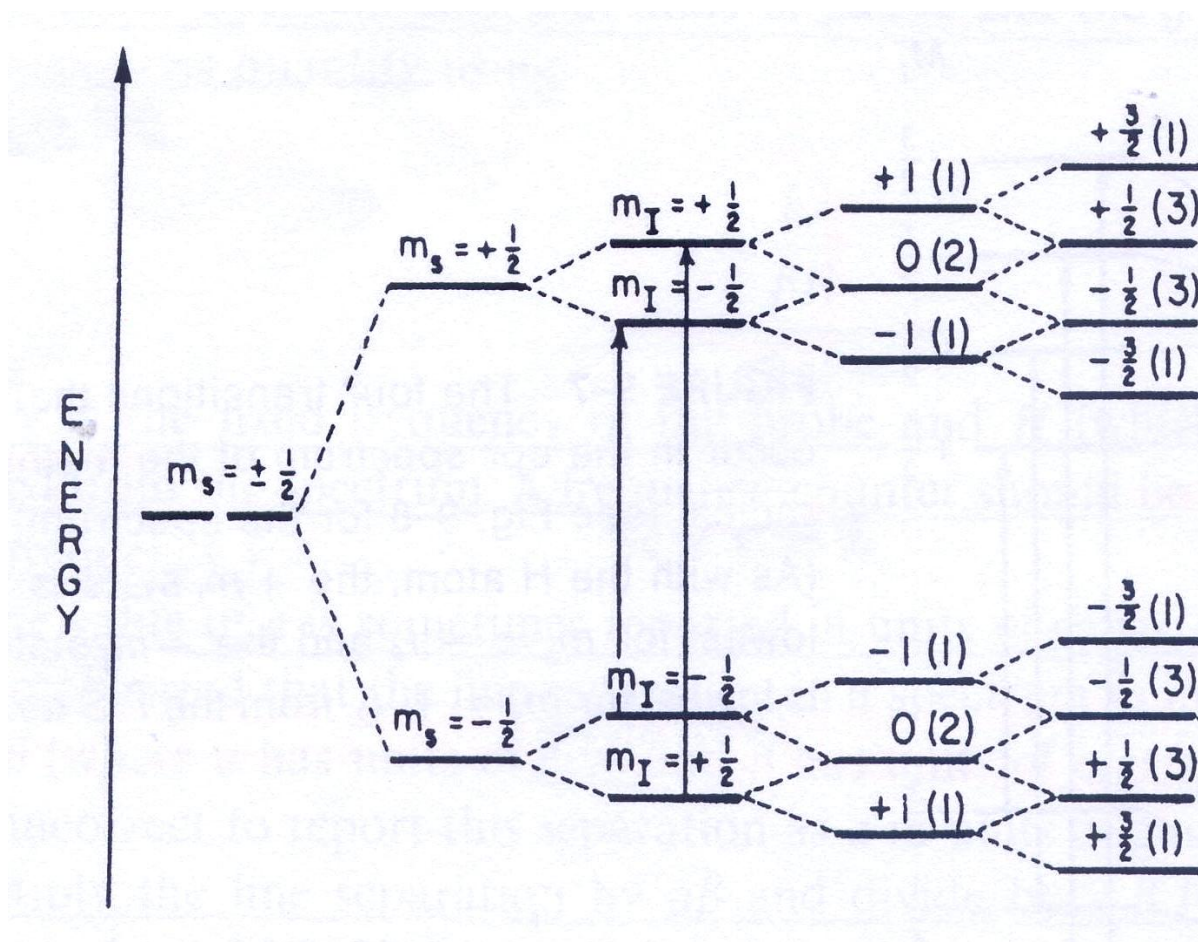 ENERGY
m_s = ± 1/2
m_s = + 1/2
m_s = - 1/2
m_I = + 1/2
m_I = - 1/2
m_I = - 1/2
m_I = + 1/2
+1 (1)
0 (2)
-1 (1)
-1 (1)
0 (2)
+1 (1)
+ 3/2 (1)
+ 1/2 (3)
- 1/2 (3)
- 3/2 (1)
- 3/2 (1)
- 1/2 (3)
+ 1/2 (3)
+ 3/2 (1)